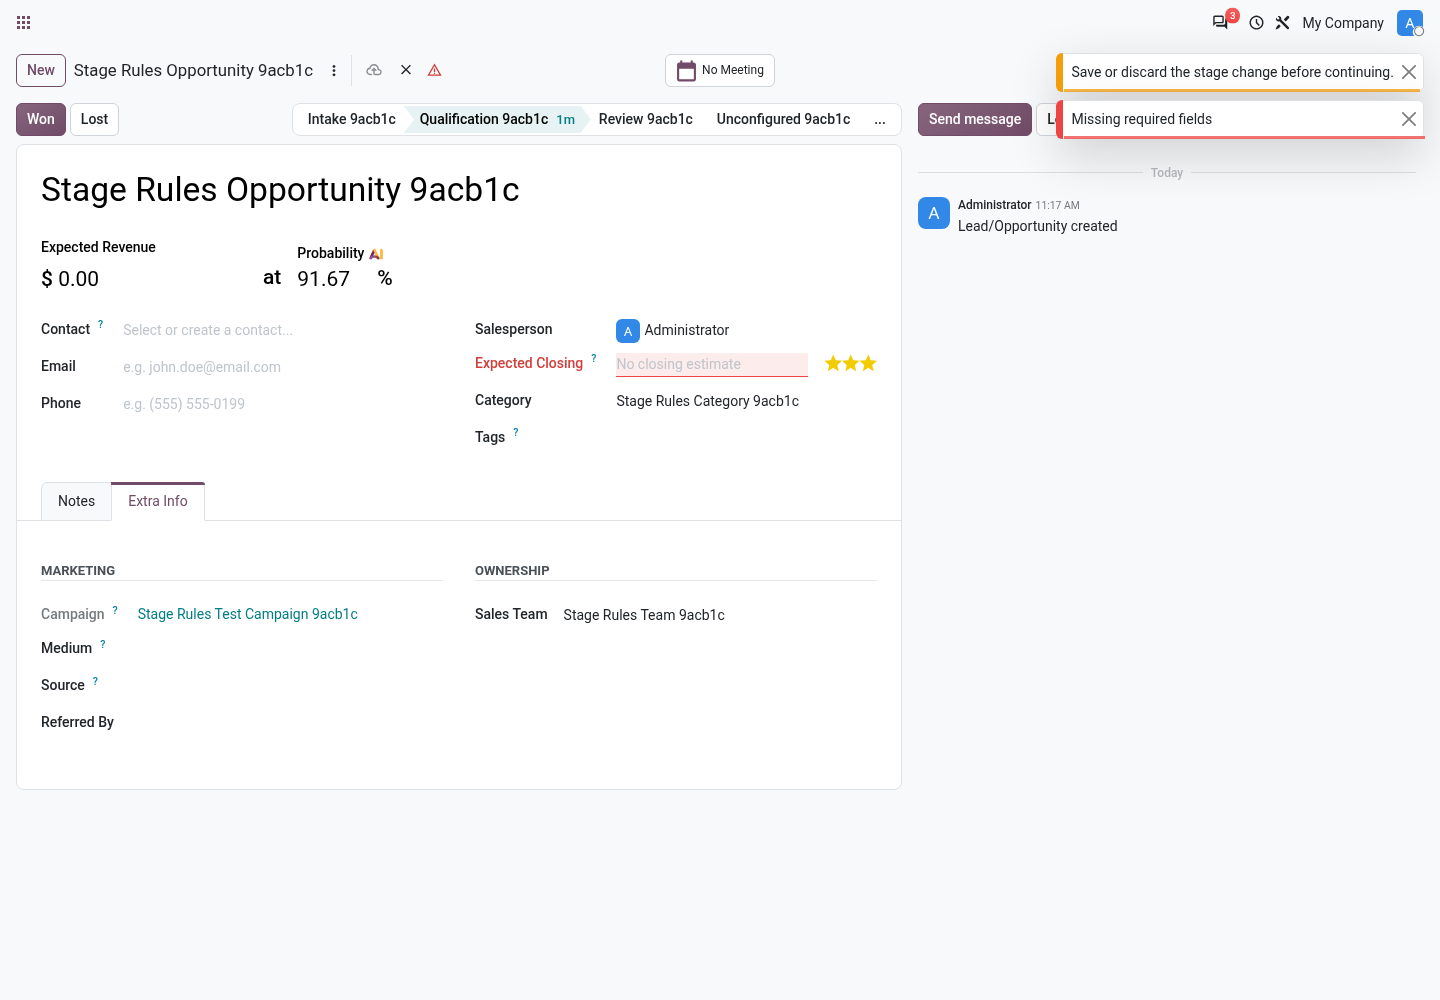 3
My Company
A
New
Stage Rules Opportunity 9acb1c
No Meeting
Save or discard the stage change before continuing.
Won
Lost
Intake 9acb1c
Qualification 9acb1c 1m
Review 9acb1c
Unconfigured 9acb1c
...
Send message
Missing required fields
Stage Rules Opportunity 9acb1c
Today
A
Administrator 11:17 AM
Lead/Opportunity created
Expected Revenue
Probability AI
$ 0.00
at
91.67 %
Contact ?
Select or create a contact...
Email
e.g. john.doe@email.com
Phone
e.g. (555) 555-0199
Salesperson
A Administrator
Expected Closing ?
No closing estimate
Category
Stage Rules Category 9acb1c
Tags ?
Notes
Extra Info
MARKETING
Campaign ?
Stage Rules Test Campaign 9acb1c
Medium ?
Source ?
Referred By
OWNERSHIP
Sales Team
Stage Rules Team 9acb1c